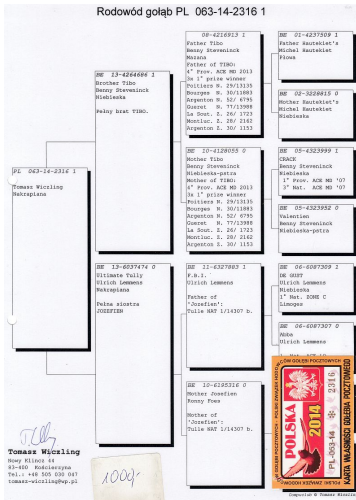 Rodowód gołąb PL 063-14-2316 1
PL 063-14-2316 1
Tomasz Wiczling
Nakrapiana
BE 13-4264686 1
Brother Tibo
Benny Steveninck
Niebieska
Pełny brat TIBO.
BE 13-6037474 0
Ultimate Tully
Ulrich Lemmens
Nakrapiana
Pełna siostra
JOZEFIEN
08-4216913 1
Father Tibo
Benny Steveninck
Mazana
Father of TIBO:
4° Prov. ACE MD 2013
3x 1° prize winner
Poitiers N. 29/13135
Bourges N. 30/11883
Argenton N. 52/ 6795
Gueret N. 77/13988
La Sout. Z. 26/ 1723
Montluc. Z. 28/ 2162
Argenton Z. 30/ 1153
BE 10-4128055 0
Mother Tibo
Benny Steveninck
Niebieska-pstra
Mother of TIBO:
4° Prov. ACE MD 2013
3x 1° prize winner
Poitiers N. 29/13135
Bourges N. 30/11883
Argenton N. 52/ 6795
Gueret N. 77/13988
La Sout. Z. 26/ 1723
Montluc. Z. 28/ 2162
Argenton Z. 30/ 1153
BE 11-6327883 1
F.B.I.
Ulrich Lemmens
Father of
'Jozefien':
Tulle NAT 1/14307 b.
BE 10-6195316 0
Mother Josefien
Ronny Foes
Mother of
'Jozefien':
Tulle NAT 1/14307 b.
BE 01-4237509 1
Father Hautekiet's
Michel Hautekiet
Płowa
BE 02-3228815 0
Mother Hautekiet's
Michel Hautekiet
Niebieska
BE 05-4323999 1
CRACK
Benny Steveninck
Niebieska
1° Prov. ACE MD '07
3° Nat. ACE MD '07
BE 05-4323952 0
Valentien
Benny Steveninck
Niebieska-pstra
BE 06-6087309 1
DE GUST
Ulrich Lemmens
Niebieska
1° Nat. ZONE C
Limoges
BE 06-6087307 0
Abba
Ulrich Lemmens
POLSKA
2014
PL-063-14
2316
KARTA WŁASNOŚCI GOŁĘBIA POCZTOWEGO
Tomasz Wiczling
Nowy Klincz 44
83-400 Kościerzyna
Tel.: +48 505 030 047
tomaszwiczling@wp.pl